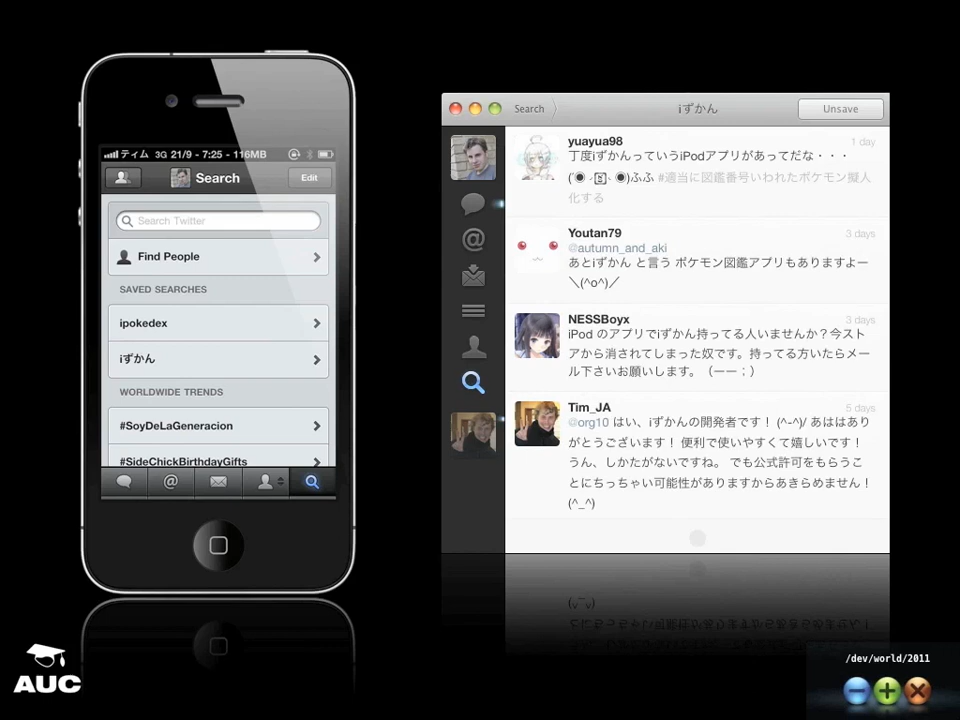 ティム 3G 21/9 - 7:25 - 116MB
Search
Edit
Search Twitter
Find People
SAVED SEARCHES
ipokedex
iずかん
WORLDWIDE TRENDS
#SoyDeLaGeneracion
#SideChickBirthdayGifts
Search
iずかん
Unsave
yuayua98
1 day
丁度iずかんっていうiPodアプリがあってだな・・・
ふふ #適当に図鑑番号いわれたポケモン擬人
化する
Youtan79
3 days
@autumn_and_aki
あとiずかん と言う ポケモン図鑑アプリもありますよー
＼(^o^)／
NESSBoyx
3 days
iPod のアプリでiずかん持ってる人いませんか？今スト
アから消されてしまった奴です。持ってる方いたらメー
ル下さいお願いします。（ーー；）
Tim_JA
5 days
@org10 はい、iずかんの開発者です！ (^-^)/ あははあり
がとうございます！ 便利で使いやすくて嬉しいです！
うん、しかたがないですね。 でも公式許可をもらうこ
とにちっちゃい可能性がありますからあきらめません！
(^_^)
AUC
/dev/world/2011